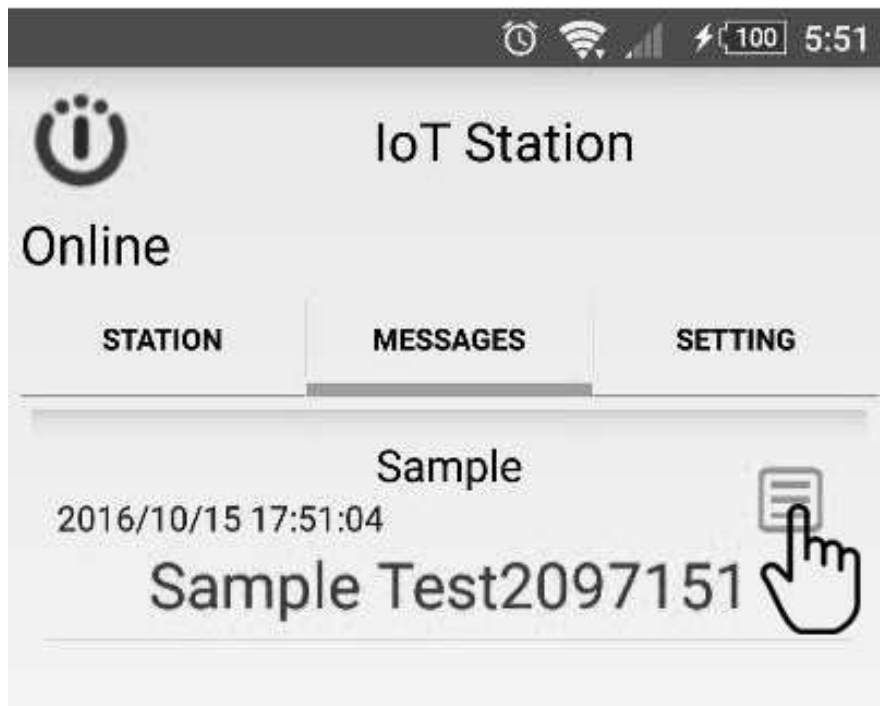 100 5:51
IoT Station
Online
STATION MESSAGES SETTING
Sample
2016/10/15 17:51:04
Sample Test2097151